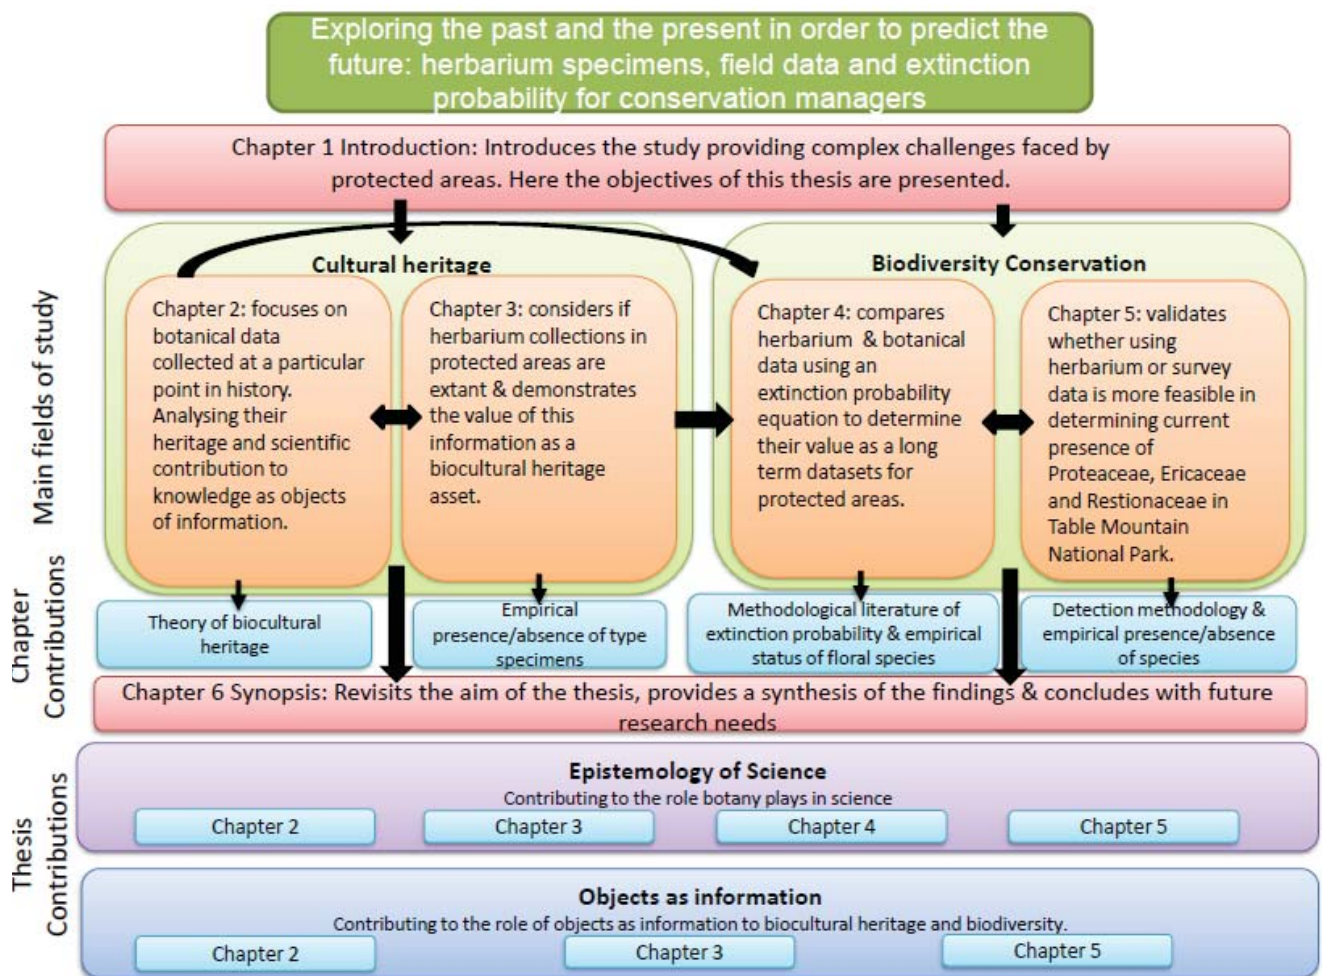 Exploring the past and the present in order to predict the
future: herbarium specimens, field data and extinction
probability for conservation managers
Chapter 1 Introduction: Introduces the study providing complex challenges faced by
protected areas. Here the objectives of this thesis are presented.
Main fields of study
Cultural heritage
Chapter 2: focuses on
botanical data
collected at a particular
point in history.
Analysing their
heritage and scientific
contribution to
knowledge as objects
of information.
Chapter 3: considers if
herbarium collections in
protected areas are
extant & demonstrates
the value of this
information as a
biocultural heritage
asset.
Biodiversity Conservation
Chapter 4: compares
herbarium & botanical
data using an
extinction probability
equation to determine
their value as a long
term datasets for
protected areas.
Chapter 5: validates
whether using
herbarium or survey
data is more feasible in
determining current
presence of
Proteaceae, Ericaceae
and Restionaceae in
Table Mountain
National Park.
Chapter
Contributions
Theory of biocultural
heritage
Empirical
presence/absence of type
specimens
Methodological literature of
extinction probability & empirical
status of floral species
Detection methodology &
empirical presence/absence
of species
Chapter 6 Synopsis: Revisits the aim of the thesis, provides a synthesis of the findings & concludes with future
research needs
Thesis
Contributions
Epistemology of Science
Contributing to the role botany plays in science
Chapter 2
Chapter 3
Chapter 4
Chapter 5
Objects as information
Contributing to the role of objects as information to biocultural heritage and biodiversity.
Chapter 2
Chapter 3
Chapter 5